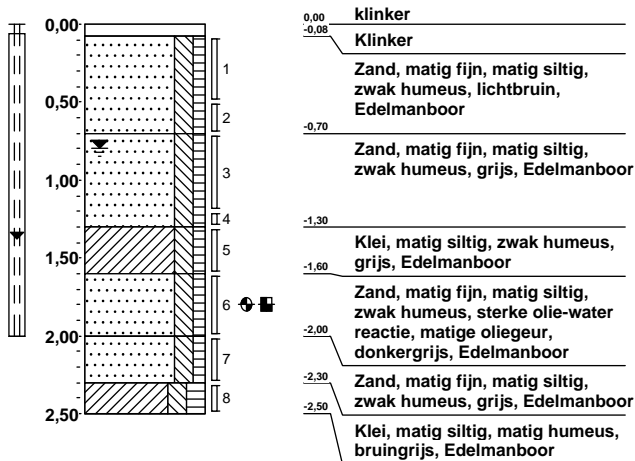 0,00
0,50
1,00
1,50
2,00
2,50
1
2
3
4
5
6
7
8
0,00
klinker
-0,08
Klinker
Zand, matig fijn, matig siltig,
zwak humeus, lichtbruin,
Edelmanboor
-0,70
Zand, matig fijn, matig siltig,
zwak humeus, grijs, Edelmanboor
-1,30
Klei, matig siltig, zwak humeus,
grijs, Edelmanboor
-1,60
Zand, matig fijn, matig siltig,
zwak humeus, sterke olie-water
reactie, matige oliegeur,
donkergrijs, Edelmanboor
-2,00
Zand, matig fijn, matig siltig,
zwak humeus, grijs, Edelmanboor
-2,30
Klei, matig siltig, matig humeus,
bruingrijs, Edelmanboor
-2,50